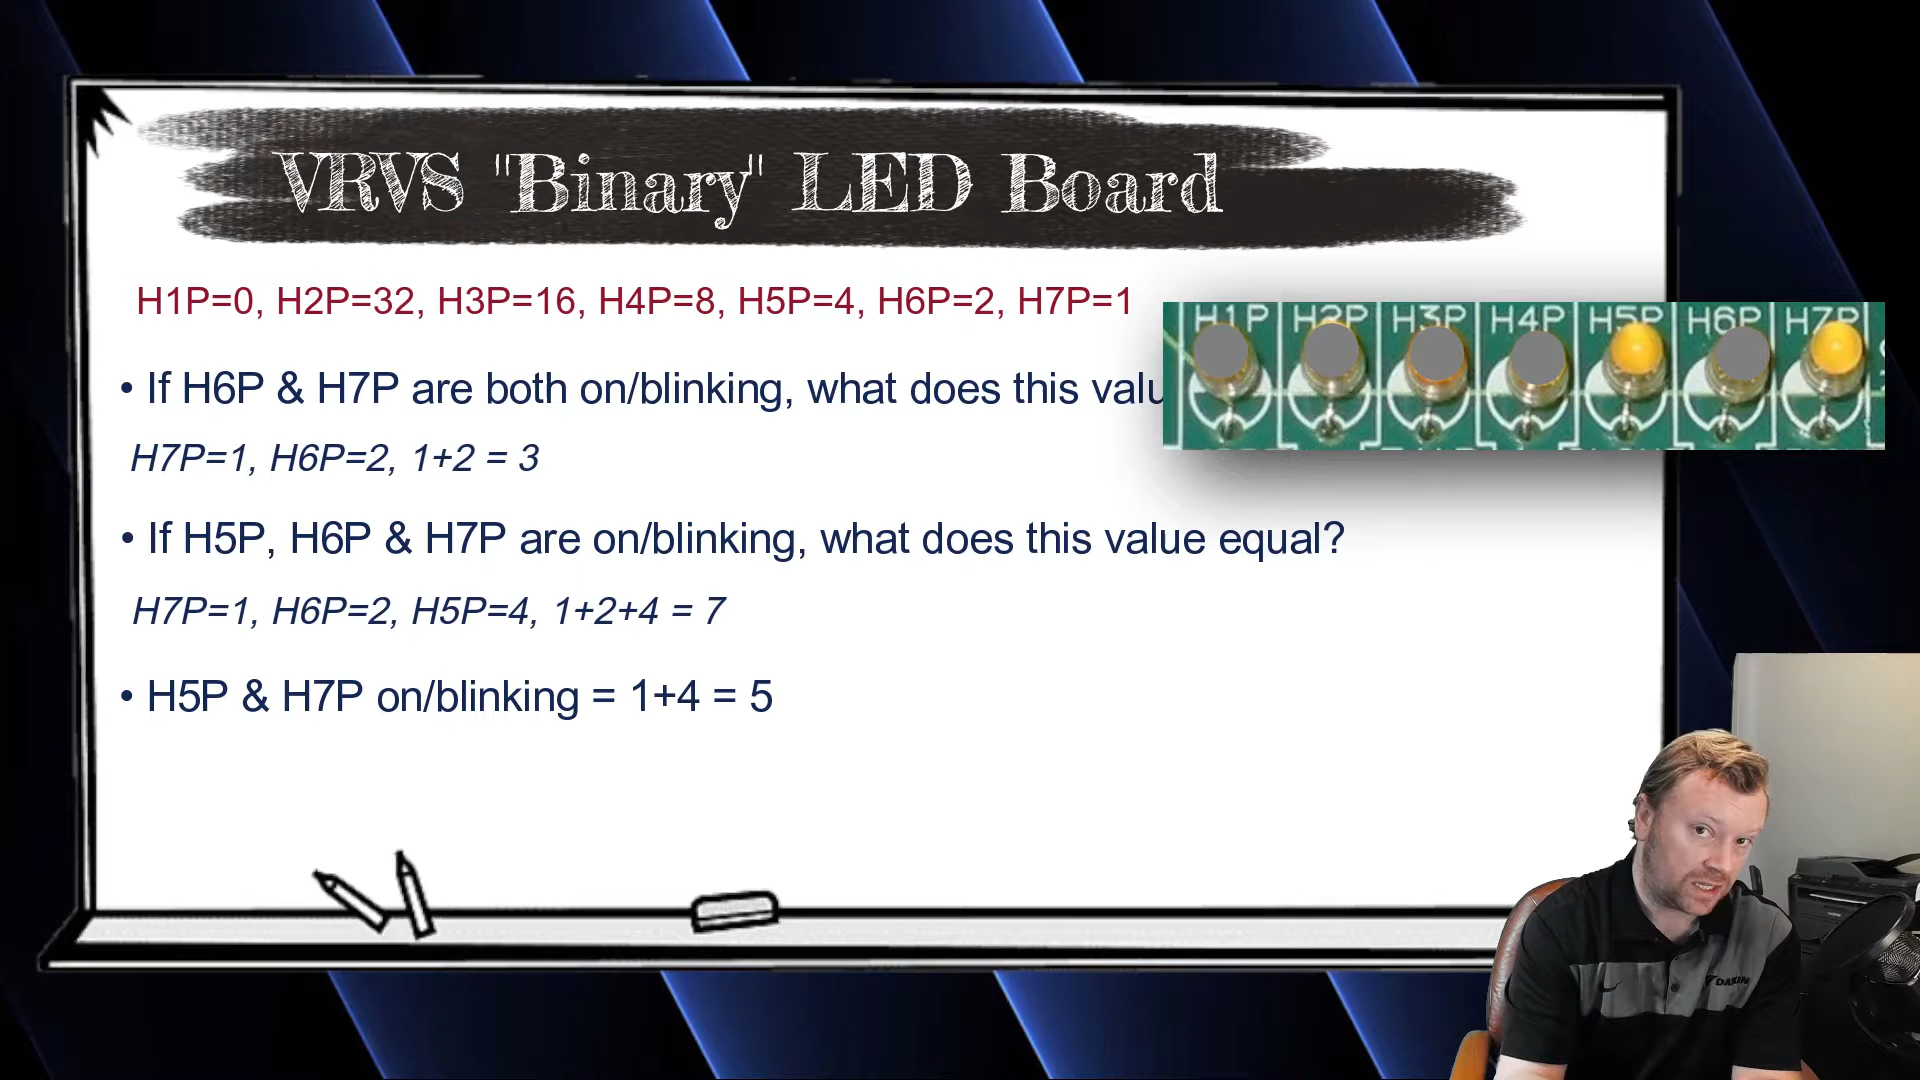 VRVS "Binary" LED Board
H1P=0, H2P=32, H3P=16, H4P=8, H5P=4, H6P=2, H7P=1
H1P H2P H3P H4P H5P H6P H7P
• If H6P & H7P are both on/blinking, what does this valu
H7P=1, H6P=2, 1+2 = 3
• If H5P, H6P & H7P are on/blinking, what does this value equal?
H7P=1, H6P=2, H5P=4, 1+2+4 = 7
• H5P & H7P on/blinking = 1+4 = 5
DAIKIN